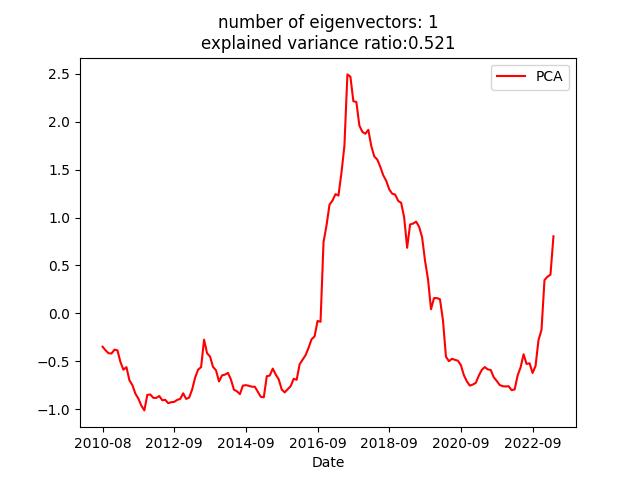 number of eigenvectors: 1
explained variance ratio:0.521
PCA
2.5
2.0
1.5
1.0
0.5
0.0
−0.5
−1.0
2010-08 2012-09 2014-09 2016-09 2018-09 2020-09 2022-09
Date